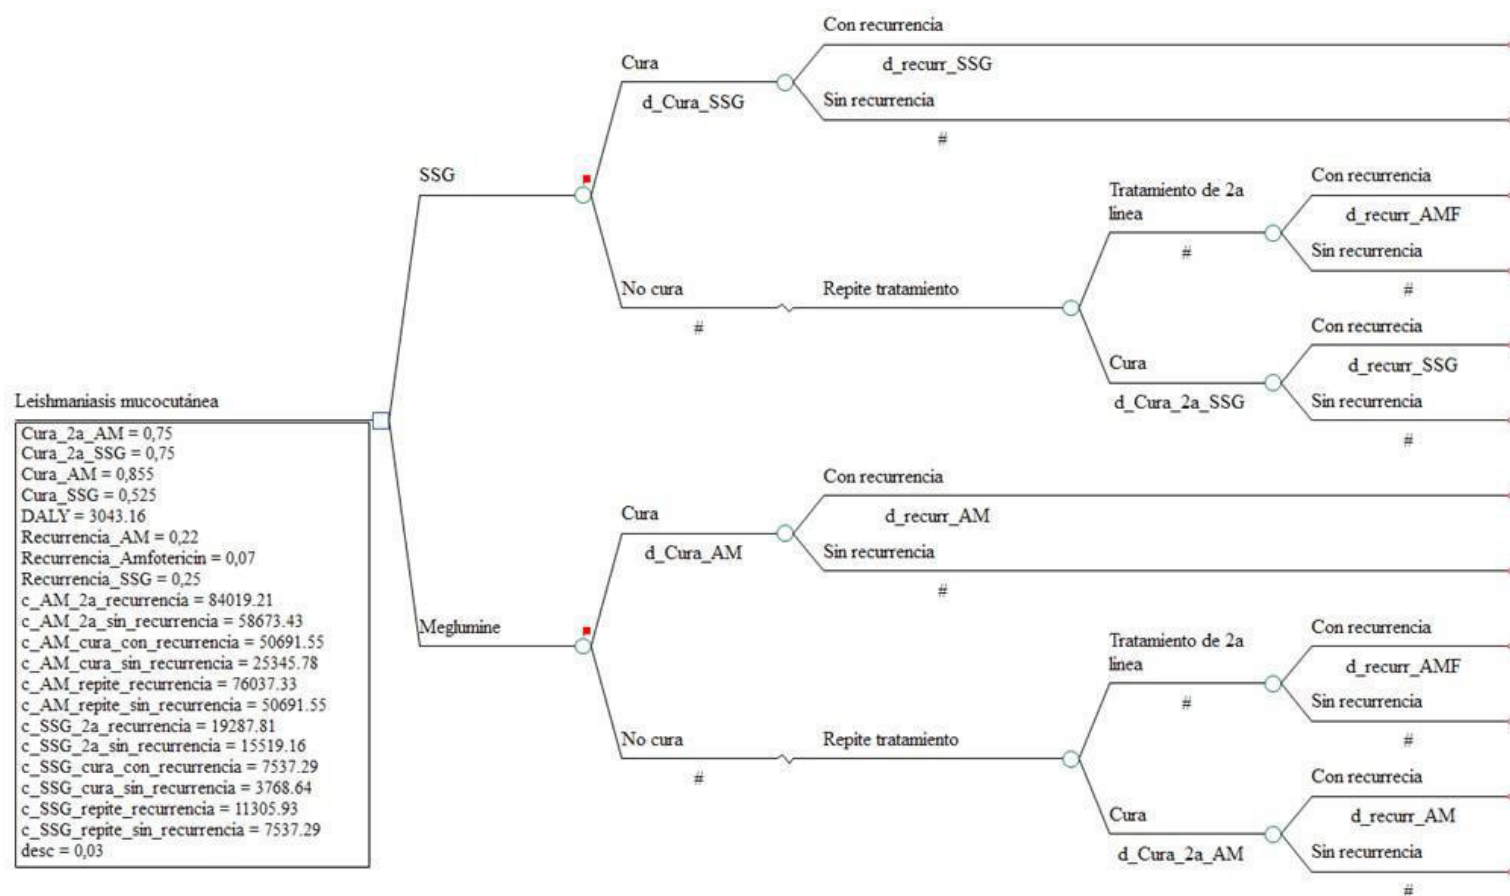 Con recurrencia
d_recurr_SSG
Cura
d_Cura_SSG
Sin recurrencia
#
SSG
Tratamiento de 2a
linea
#
Con recurrencia
d_recurr_AMF
Sin recurrencia
#
No cura
#
Repite tratamiento
Con recurrecia
d_recurr_SSG
Cura
d_Cura_2a_SSG
Sin recurrencia
#
Leishmaniasis mucocutánea
Cura_2a_AM = 0,75
Cura_2a_SSG = 0,75
Cura_AM = 0,855
Cura_SSG = 0,525
DALY = 3043.16
Recurrencia_AM = 0,22
Recurrencia_Amfotericin = 0,07
Recurrencia_SSG = 0,25
c_AM_2a_recurrencia = 84019.21
c_AM_2a_sin_recurrencia = 58673.43
c_AM_cura_con_recurrencia = 50691.55
c_AM_cura_sin_recurrencia = 25345.78
c_AM_repite_recurrencia = 76037.33
c_AM_repite_sin_recurrencia = 50691.55
c_SSG_2a_recurrencia = 19287.81
c_SSG_2a_sin_recurrencia = 15519.16
c_SSG_cura_con_recurrencia = 7537.29
c_SSG_cura_sin_recurrencia = 3768.64
c_SSG_repite_recurrencia = 11305.93
c_SSG_repite_sin_recurrencia = 7537.29
desc = 0,03
Con recurrencia
d_recurr_AM
Cura
d_Cura_AM
Sin recurrencia
#
Meglumine
Tratamiento de 2a
linea
#
Con recurrencia
d_recurr_AMF
Sin recurrencia
#
No cura
#
Repite tratamiento
Con recurrecia
d_recurr_AM
Cura
d_Cura_2a_AM
Sin recurrencia
#